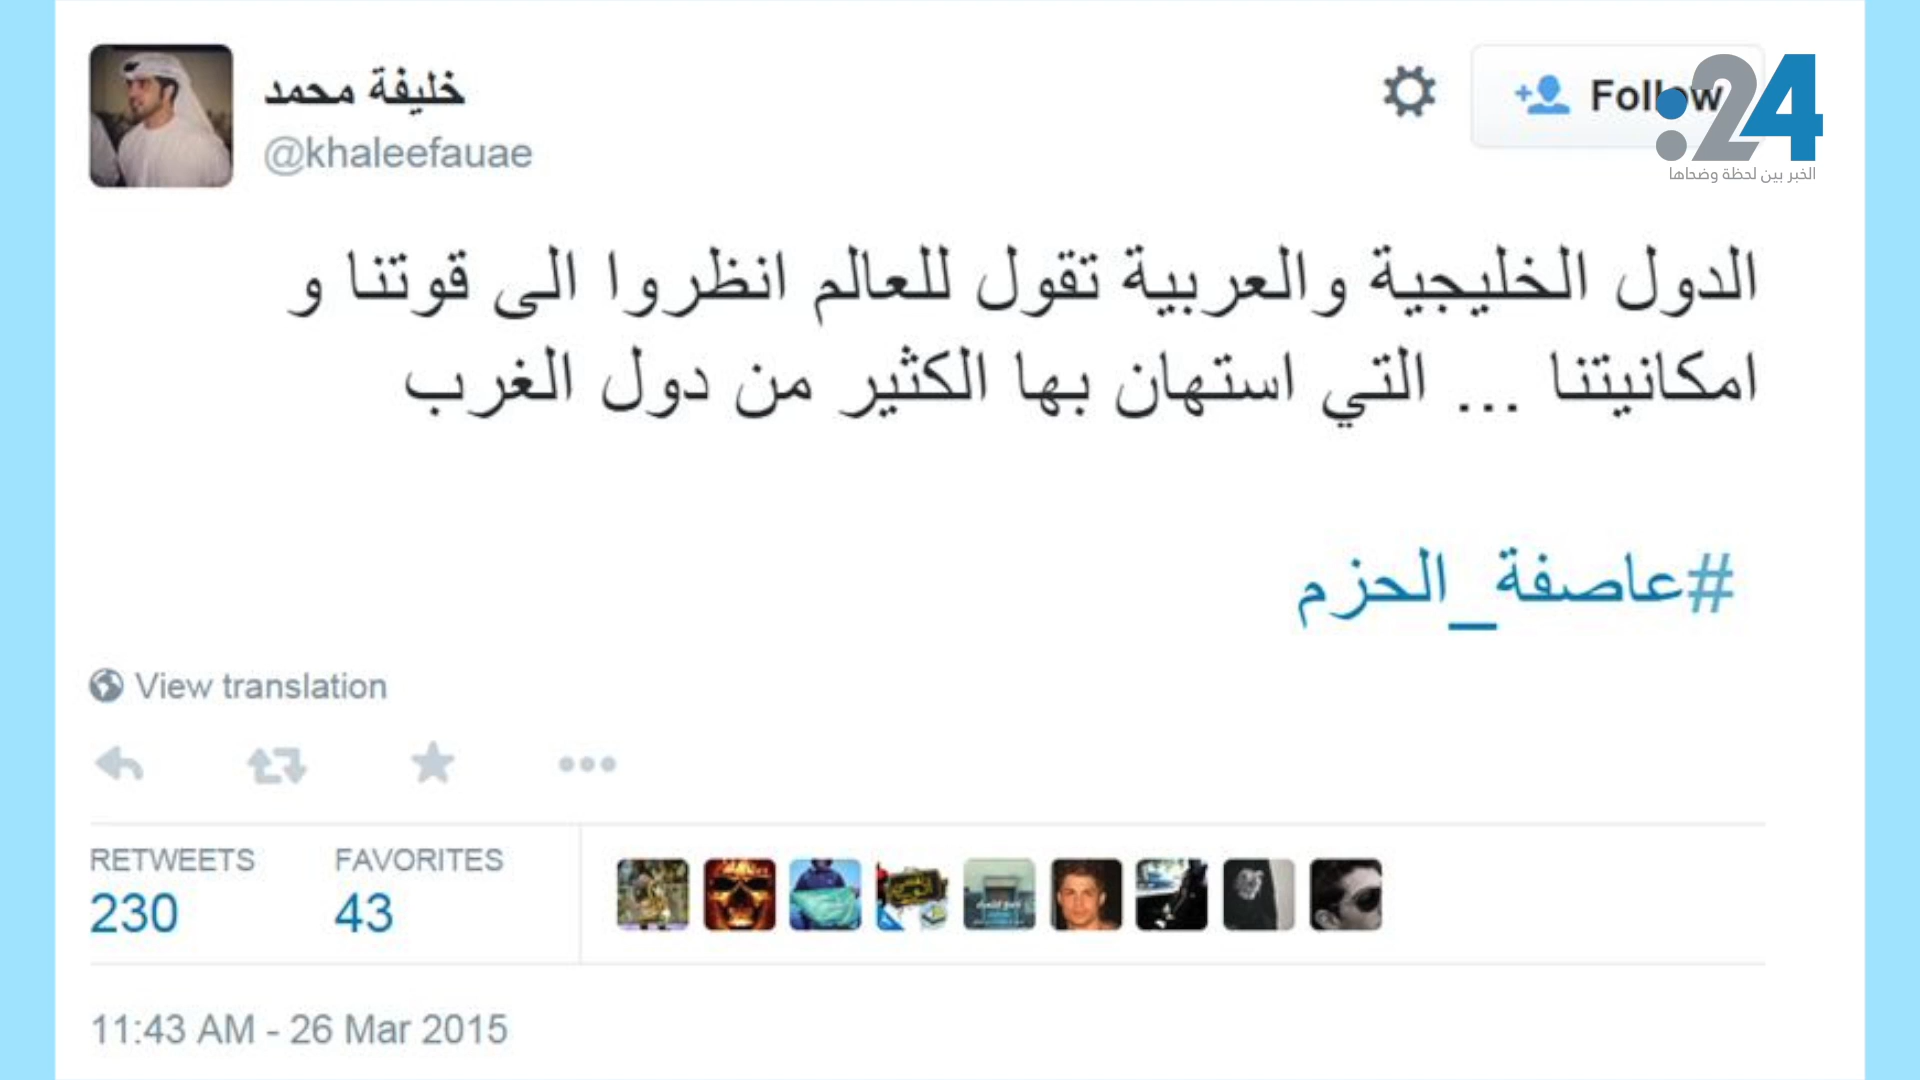 خليفة محمد
@khaleefauae
Follow
:24
الخبر بين لحظة وضحاها
الدول الخليجية والعربية تقول للعالم انظروا الى قوتنا و
امكانيتنا ... التي استهان بها الكثير من دول الغرب
#عاصفة_الحزم
View translation
RETWEETS FAVORITES
230 43
11:43 AM - 26 Mar 2015